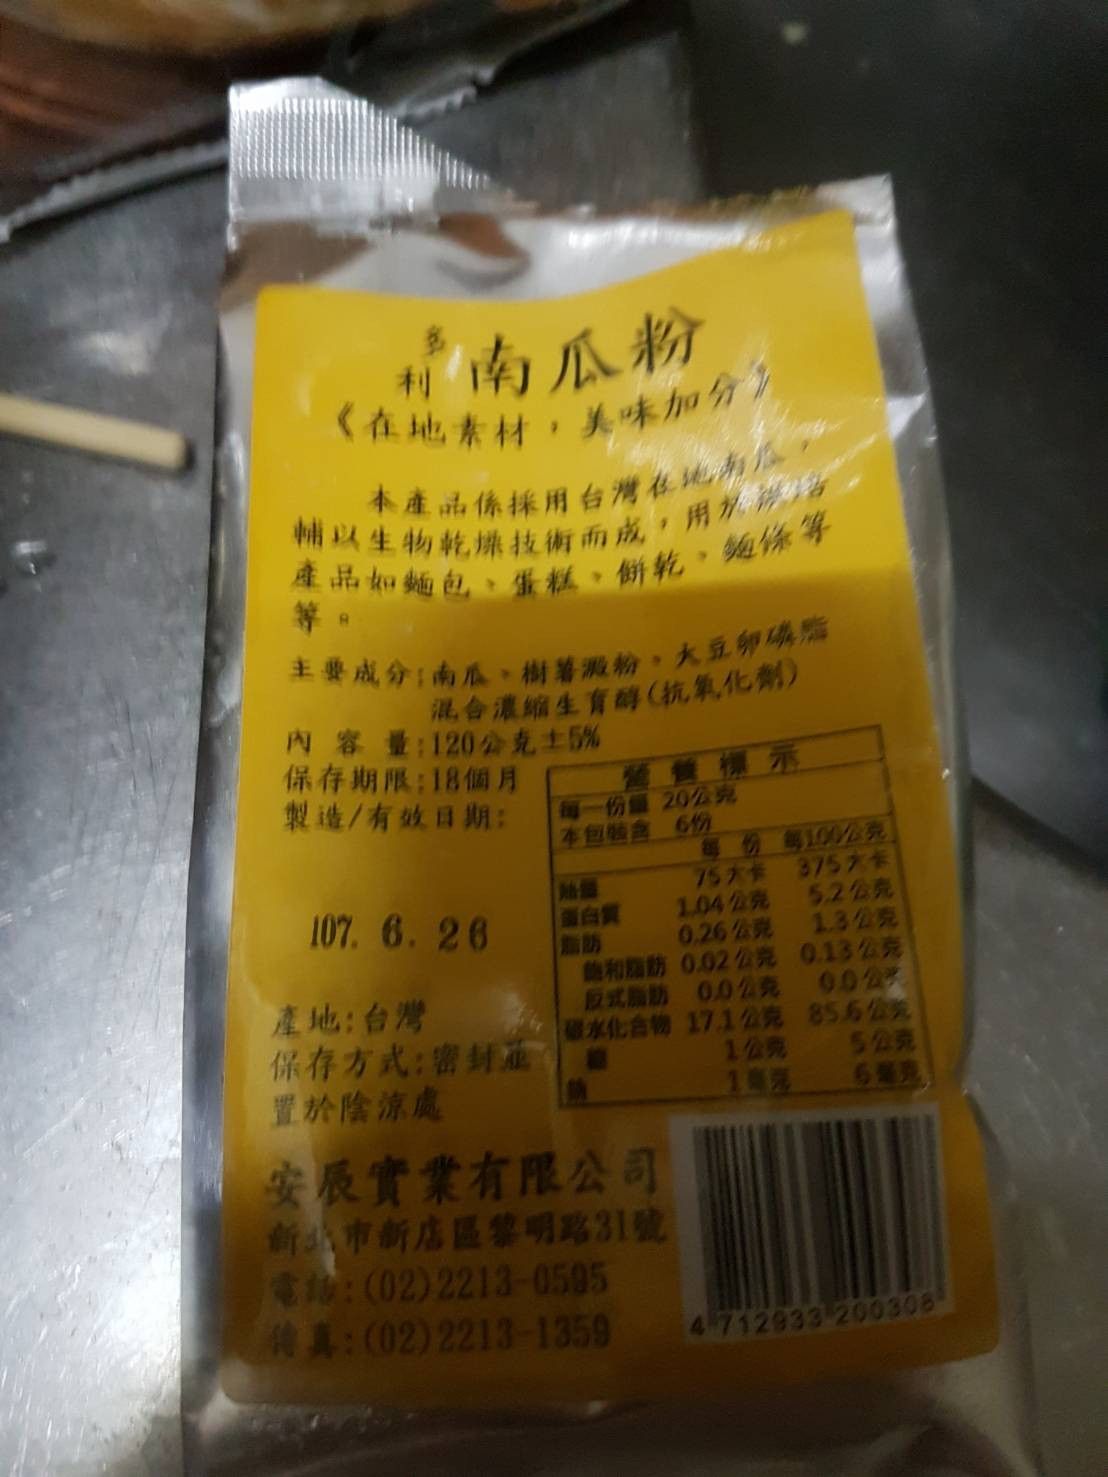 多利 南瓜粉
《在地素材，美味加分》
本產品係採用台灣在地南瓜，
輔以生物乾燥技術而成，用於烘焙
產品如麵包、蛋糕、餅乾、麵條等
等。
主要成分:南瓜、樹薯澱粉、大豆卵磷脂
混合濃縮生育醇(抗氧化劑)
內 容 量:120公克±5%
保存期限:18個月
製造/有效日期:
107. 6. 26
產地:台灣
保存方式:密封並
置於陰涼處
營 養 標 示
每一份量 20公克
本包裝含 6份
每 份 每100公克
熱量 75大卡 375大卡
蛋白質 1.04公克 5.2公克
脂肪 0.26公克 1.3公克
飽和脂肪 0.02公克 0.13公克
反式脂肪 0.0公克 0.0公克
碳水化合物 17.1公克 85.6公克
糖 1公克 5公克
鈉 1毫克 6毫克
安辰實業有限公司
新北市新店區黎明路31號
電話:(02)2213-0595
傳真:(02)2213-1359
4 712933 200308